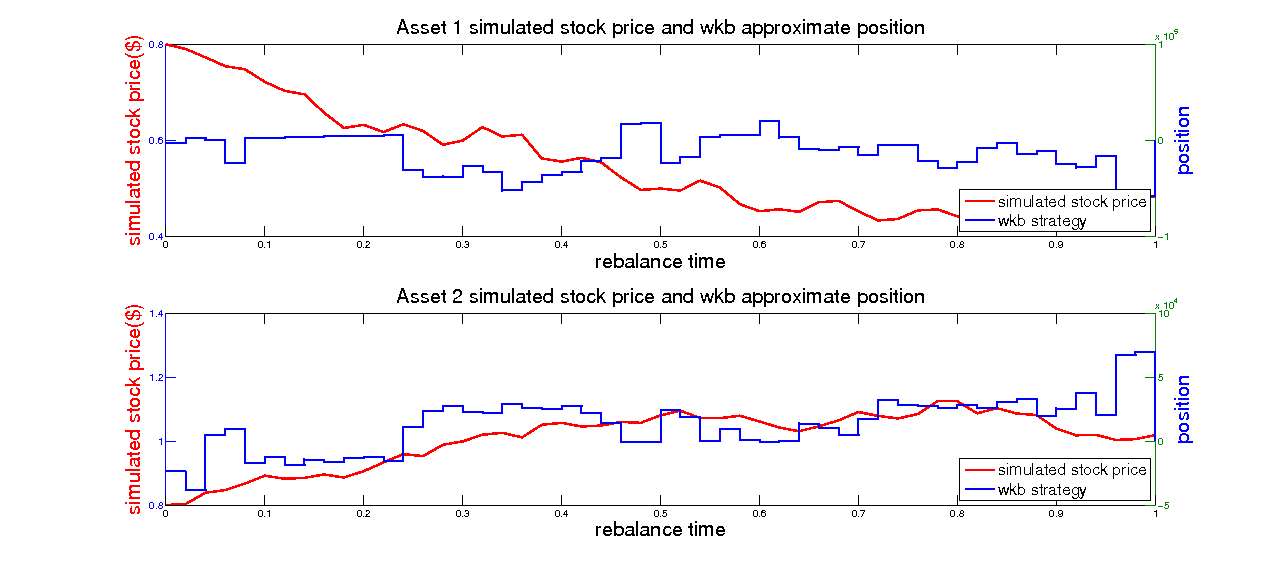 Asset 1 simulated stock price and wkb approximate position
x 10^5
0.8
0.6
0.4
simulated stock price($)
1
0
-1
position
0 0.1 0.2 0.3 0.4 0.5 0.6 0.7 0.8 0.9 1
rebalance time
simulated stock price
wkb strategy
Asset 2 simulated stock price and wkb approximate position
x 10^4
1.4
1.2
1
0.8
simulated stock price($)
10
5
0
-5
position
0 0.1 0.2 0.3 0.4 0.5 0.6 0.7 0.8 0.9 1
rebalance time
simulated stock price
wkb strategy